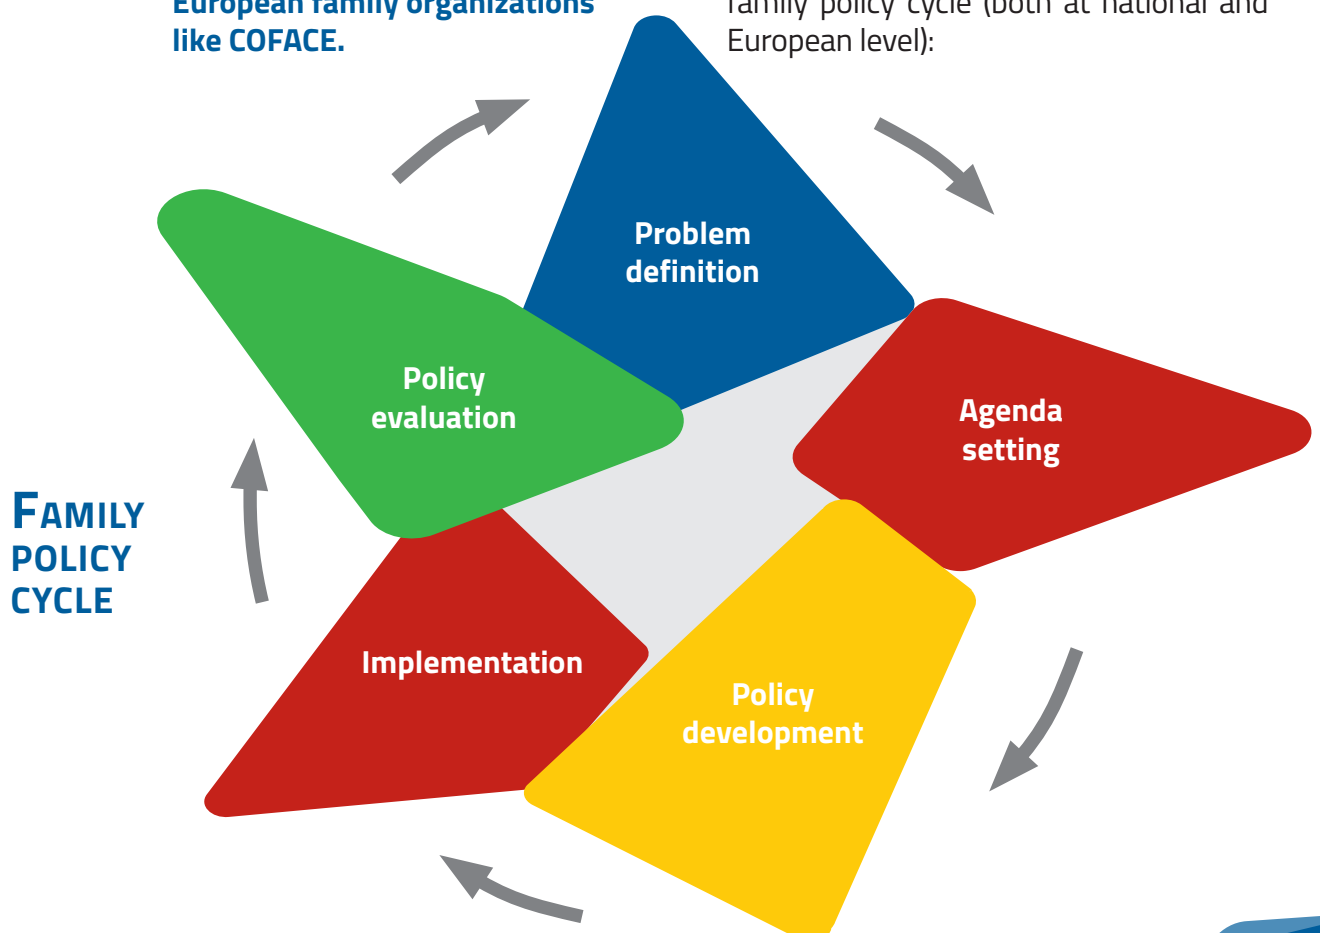 European family organizations
like COFACE.
family policy cycle (both at national and
European level):
Problem
definition
Agenda
setting
Policy
evaluation
FAMILY
POLICY
CYCLE
Implementation
Policy
development